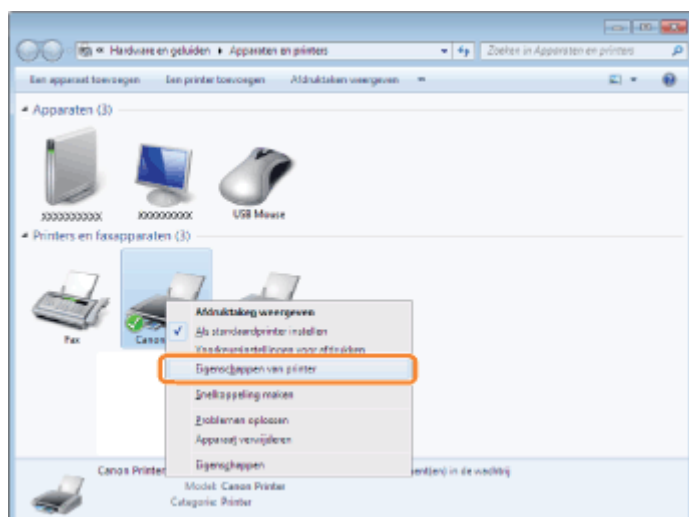 « Hardware en geluiden ▸ Apparaten en printers
Zoeken in Apparaten en printers
Een apparaat toevoegen Een printer toevoegen Afdruktaken weergeven »
Apparaten (3)
XXXXXXXXXX XXXXXXXXX USB Mouse
Printers en faxapparaten (3)
Fax Canon
Afdruktaken weergeven
Als standaardprinter instellen
Voorkeursinstellingen voor afdrukken
Eigenschappen van printer
Snelkoppeling maken
Problemen oplossen
Apparaat verwijderen
Eigenschappen
Canon Printer
in de wachtrij
Model: Canon Printer
Categorie: Printer